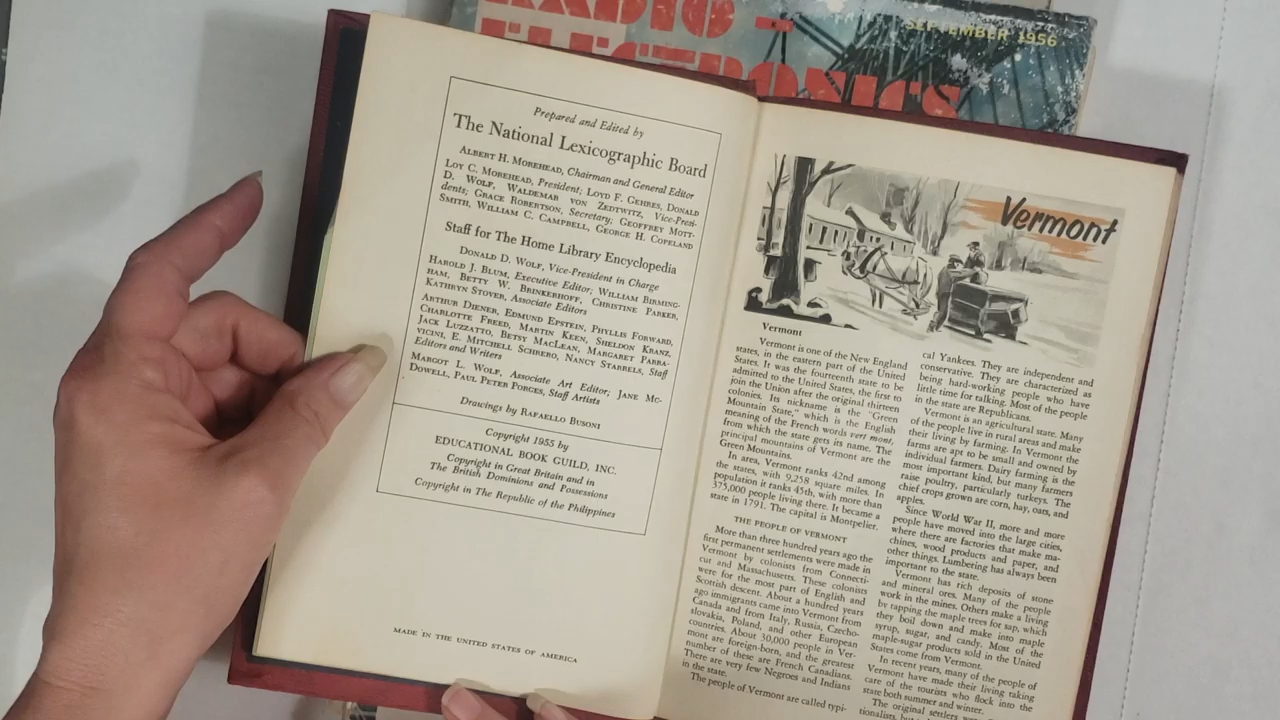 RADIO-
ELECTRONICS
SEPTEMBER 1956
Prepared and Edited by
The National Lexicographic Board
ALBERT H. MOREHEAD, Chairman and General Editor
LOY C. MOREHEAD, President; LOYD F. GEHRES, DONALD
D. WOLF, WALDEMAR VON ZEDTWITZ, Vice-Presi-
dents; GRACE ROBERTSON, Secretary; GEOFFREY MOTT-
SMITH, WILLIAM C. CAMPBELL, GEORGE H. COPELAND
Staff for The Home Library Encyclopedia
DONALD D. WOLF, Vice-President in Charge
HAROLD J. BLUM, Executive Editor; WILLIAM BIRMING-
HAM, BETTY W. BRINKERHOFF, CHRISTINE PARKER,
KATHRYN STOVER, Associate Editors
ARTHUR DIENER, EDMUND EPSTEIN, PHYLLIS FORWARD,
CHARLOTTE FREED, MARTIN KEEN, SHELDON KRANZ,
JACK LUZZATTO, BETSY MACLEAN, MARGARET PARRA-
VICINI, E. MITCHELL SCHRERO, NANCY STARRELS, Staff
Editors and Writers
MARGOT L. WOLF, Associate Art Editor; JANE MC-
DOWELL, PAUL PETER PORGES, Staff Artists
Drawings by RAFAELLO BUSONI
Copyright 1955 by
EDUCATIONAL BOOK GUILD, INC.
Copyright in Great Britain and in
The British Dominions and Possessions
Copyright in The Republic of the Philippines
MADE IN THE UNITED STATES OF AMERICA
Vermont
Vermont
Vermont is one of the New England
states, in the eastern part of the United
States. It was the fourteenth state to be
admitted to the United States, the first to
join the Union after the original thirteen
colonies. Its nickname is the "Green
Mountain State," which is the English
meaning of the French words vert mont,
from which the state gets its name. The
principal mountains of Vermont are the
Green Mountains.
In area, Vermont ranks 42nd among
the states, with 9,258 square miles. In
population it ranks 45th, with more than
375,000 people living there. It became a
state in 1791. The capital is Montpelier.
THE PEOPLE OF VERMONT
More than three hundred years ago the
first permanent settlements were made in
Vermont by colonists from Connecti-
cut and Massachusetts. These colonists
were for the most part of English and
Scottish descent. About a hundred years
ago immigrants came into Vermont from
Canada and from Italy, Russia, Czecho-
slovakia, Poland, and other European
countries. About 30,000 people in Ver-
mont are foreign-born, and the greatest
number of these are French Canadians.
There are very few Negroes and Indians
in the state.
The people of Vermont are called typi-
cal Yankees. They are independent and
conservative. They are characterized as
being hard-working people who have
little time for talking. Most of the people
in the state are Republicans.
Vermont is an agricultural state. Many
of the people live in rural areas and make
their living by farming. In Vermont the
farms are apt to be small and owned by
individual farmers. Dairy farming is the
most important kind, but many farmers
raise poultry, particularly turkeys. The
chief crops grown are corn, hay, oats, and
apples.
Since World War II, more and more
people have moved into the large cities,
where there are factories that make ma-
chines, wood products and paper, and
other things. Lumbering has always been
important to the state.
Vermont has rich deposits of stone
and mineral ores. Many of the people
work in the mines. Others make a living
by tapping the maple trees for sap, which
they boil down and make into maple
syrup, sugar, and candy. Most of the
maple-sugar products sold in the United
States come from Vermont.
In recent years, many of the people of
Vermont have made their living taking
care of the tourists who flock into the
state both summer and winter.
The original settlers were